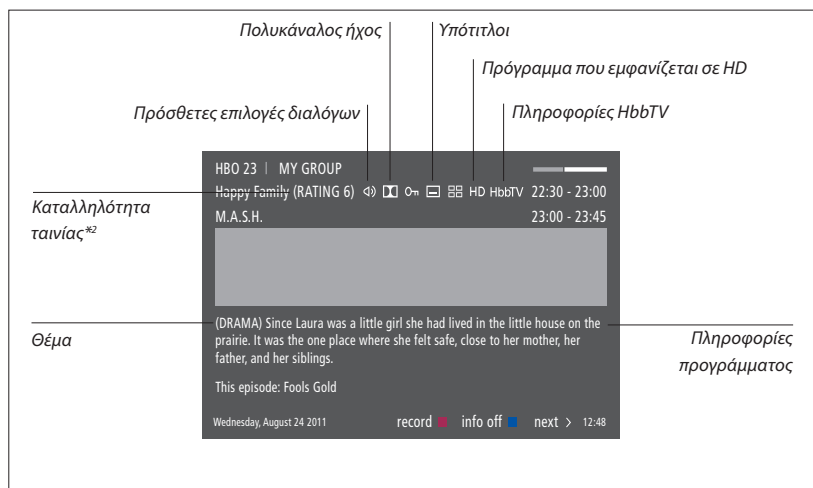 Πολυκάναλος ήχος
Υπότιτλοι
Πρόγραμμα που εμφανίζεται σε HD
Πρόσθετες επιλογές διαλόγων
Πληροφορίες HbbTV
HBO 23 | MY GROUP
Happy Family (RATING 6) HD HbbTV 22:30 - 23:00
Καταλληλότητα
ταινίας*2
M.A.S.H. 23:00 - 23:45
Θέμα
(DRAMA) Since Laura was a little girl she had lived in the little house on the
prairie. It was the one place where she felt safe, close to her mother, her
father, and her siblings.
Πληροφορίες
προγράμματος
This episode: Fools Gold
Wednesday, August 24 2011 record info off next > 12:48